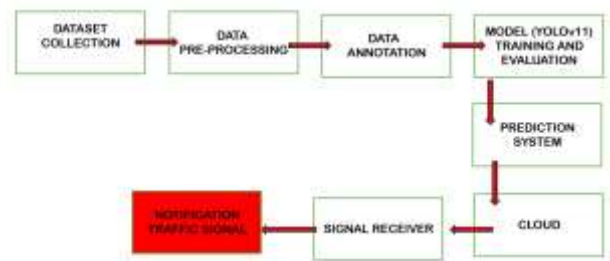 DATASET
COLLECTION
DATA
PRE-PROCESSING
DATA
ANNOTATION
MODEL (YOLOv11)
TRAINING AND
EVALUATION
PREDICTION
SYSTEM
CLOUD
SIGNAL RECEIVER
NOTIFICATION
TRAFFIC SIGNAL